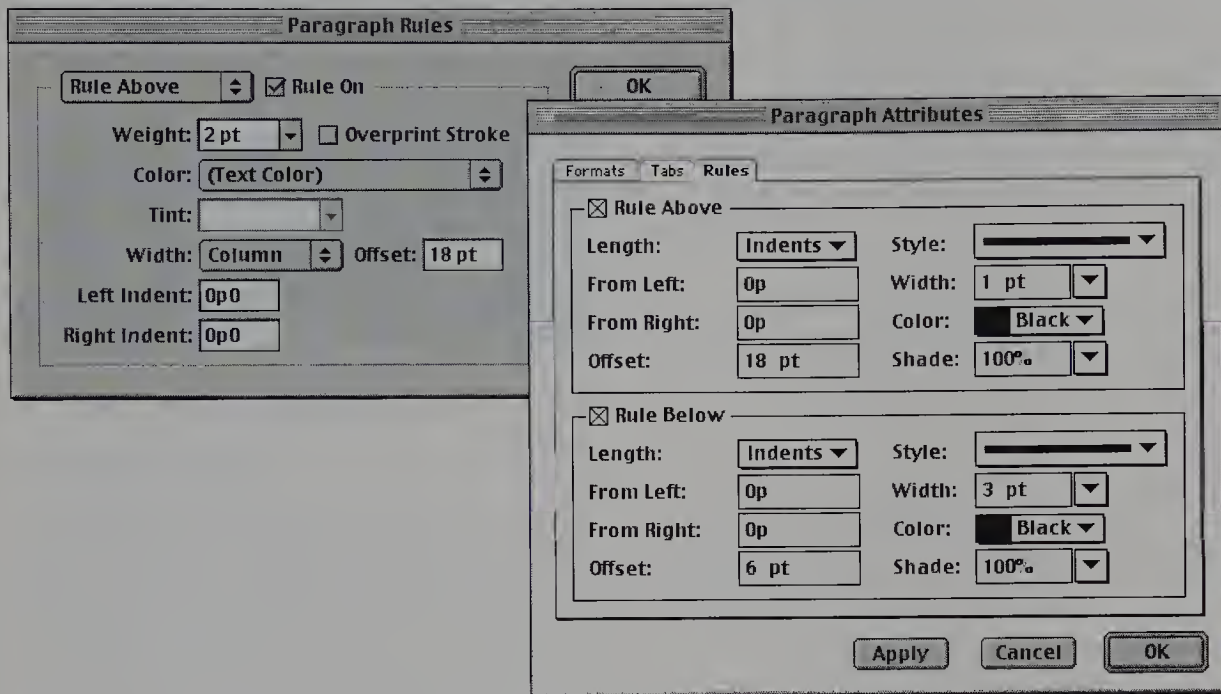 Paragraph Rules
Rule Above Rule On
OK
Weight: 2 pt Overprint Stroke
Color: (Text Color)
Tint:
Width: Column Offset: 18 pt
Left Indent: 0p0
Right Indent: 0p0
Paragraph Attributes
Formats Tabs Rules
Rule Above
Length: Indents Style:
From Left: 0p Width: 1 pt
From Right: 0p Color: Black
Offset: 18 pt Shade: 100%
Rule Below
Length: Indents Style:
From Left: 0p Width: 3 pt
From Right: 0p Color: Black
Offset: 6 pt Shade: 100%
Apply Cancel OK